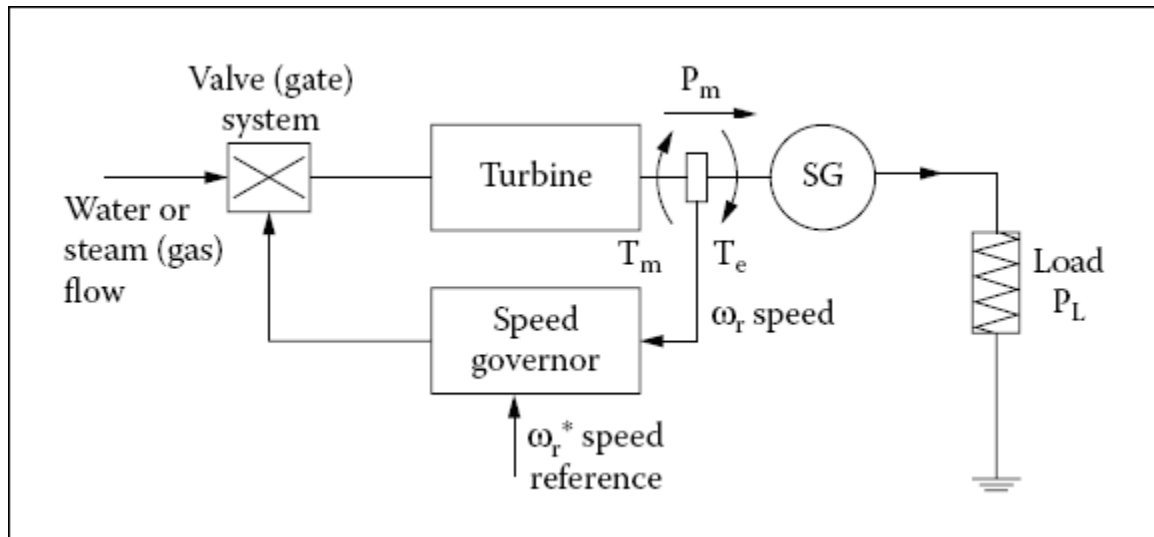 Valve (gate)
system
Water or
steam (gas)
flow
Turbine
P_m
T_m
T_e
SG
Load
P_L
ω_r speed
Speed
governor
ω_r* speed
reference